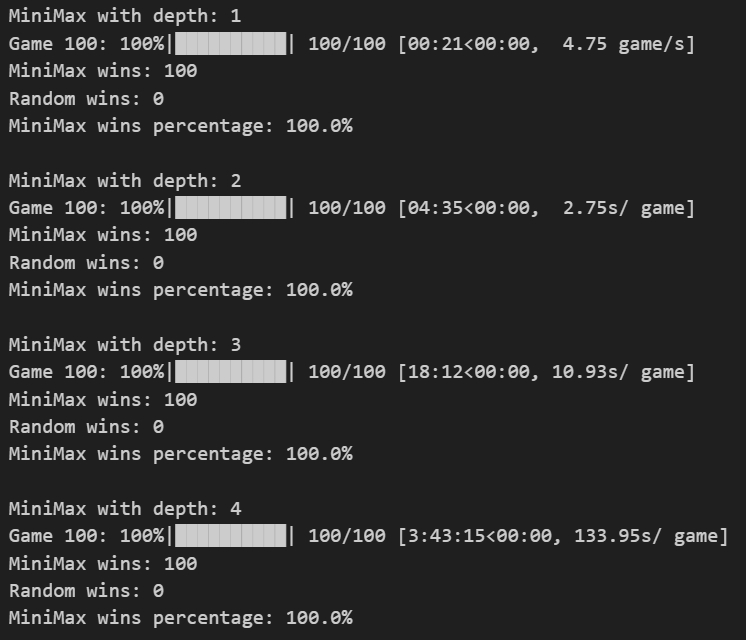 MiniMax with depth: 1
Game 100: 100%|██████████| 100/100 [00:21<00:00,  4.75 game/s]
MiniMax wins: 100
Random wins: 0
MiniMax wins percentage: 100.0%

MiniMax with depth: 2
Game 100: 100%|██████████| 100/100 [04:35<00:00,  2.75s/ game]
MiniMax wins: 100
Random wins: 0
MiniMax wins percentage: 100.0%

MiniMax with depth: 3
Game 100: 100%|██████████| 100/100 [18:12<00:00, 10.93s/ game]
MiniMax wins: 100
Random wins: 0
MiniMax wins percentage: 100.0%

MiniMax with depth: 4
Game 100: 100%|██████████| 100/100 [3:43:15<00:00, 133.95s/ game]
MiniMax wins: 100
Random wins: 0
MiniMax wins percentage: 100.0%